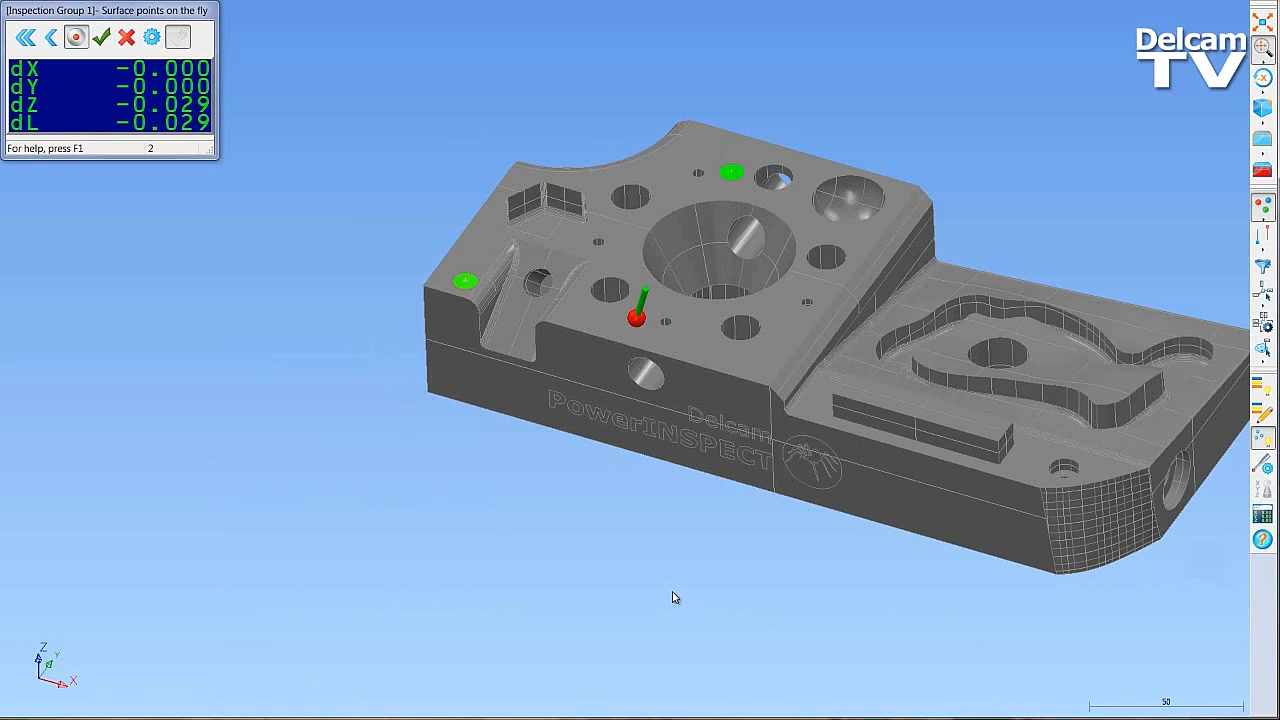 [Inspection Group 1]- Surface points on the fly
dX -0.000
dY -0.000
dZ -0.029
dL -0.029
For help, press F1 2
Delcam
TV
Delcam
PowerINSPECT
Z
Y
X
50